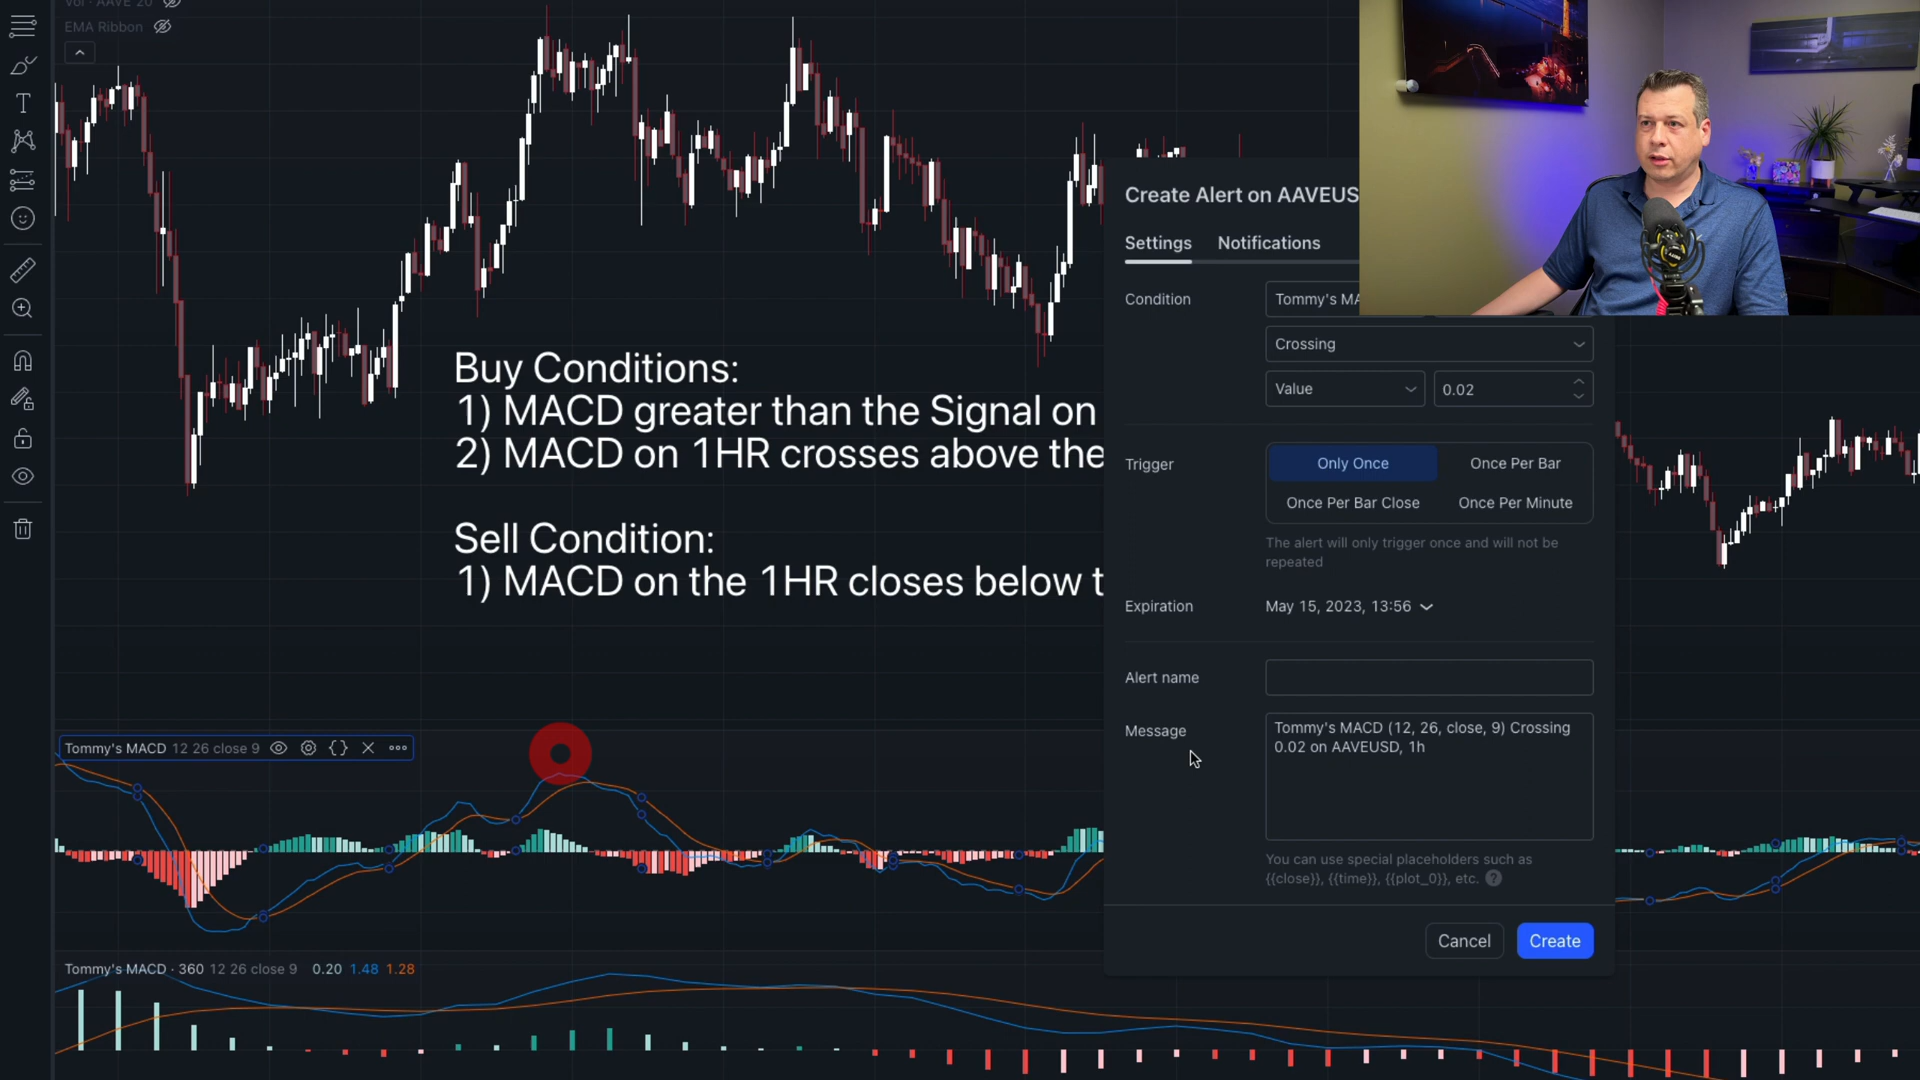 Vol · AAVE 20
EMA Ribbon
Create Alert on AAVEUS
Settings Notifications
Condition
Tommy's MA
Crossing
Value
0.02
Buy Conditions:
1) MACD greater than the Signal on
2) MACD on 1HR crosses above the
Sell Condition:
1) MACD on the 1HR closes below t
Trigger
Only Once
Once Per Bar
Once Per Bar Close
Once Per Minute
The alert will only trigger once and will not be
repeated
Expiration
May 15, 2023, 13:56
Alert name
Message
Tommy's MACD (12, 26, close, 9) Crossing
0.02 on AAVEUSD, 1h
You can use special placeholders such as
{{close}}, {{time}}, {{plot_0}}, etc.
Cancel
Create
Tommy's MACD 12 26 close 9
Tommy's MACD · 360 12 26 close 9 0.20 1.48 1.28